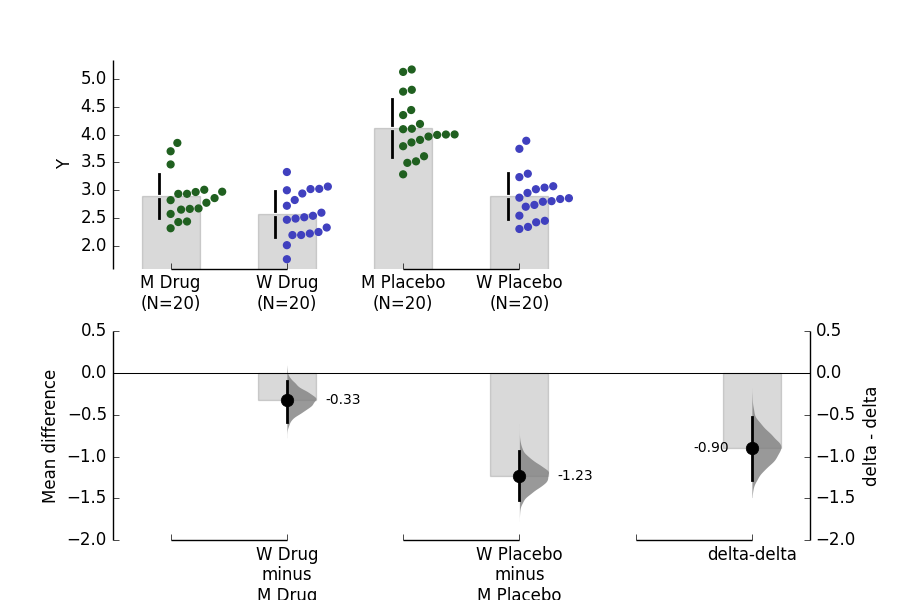 5.0
4.5
4.0
3.5
3.0
2.5
2.0
Y
M Drug
(N=20)
W Drug
(N=20)
M Placebo
(N=20)
W Placebo
(N=20)
0.5
0.0
−0.5
−1.0
−1.5
−2.0
Mean difference
-0.33
-1.23
-0.90
0.5
0.0
−0.5
−1.0
−1.5
−2.0
delta - delta
W Drug
minus
M Drug
W Placebo
minus
M Placebo
delta-delta